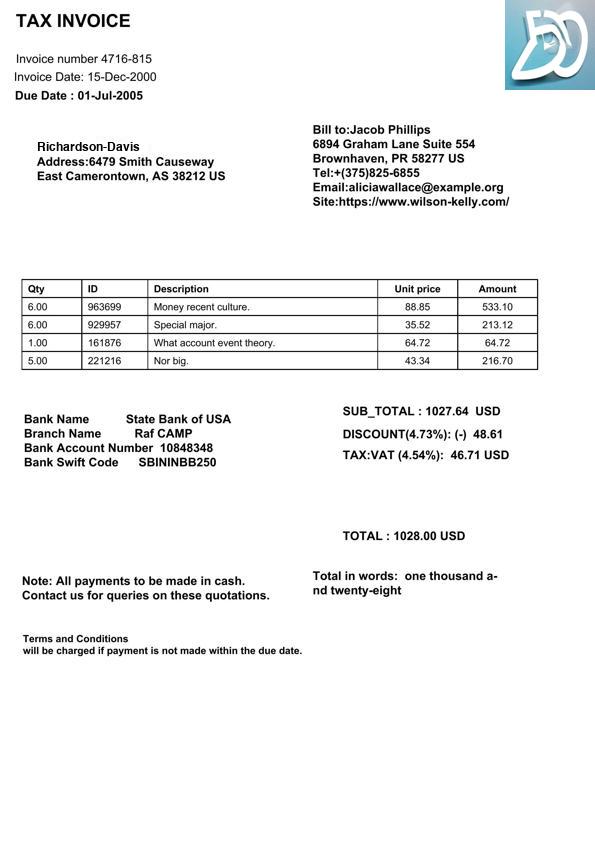 TAX INVOICE
Invoice number 4716-815
Invoice Date: 15-Dec-2000
Due Date : 01-Jul-2005
Richardson-Davis
Address:6479 Smith Causeway
East Camerontown, AS 38212 US
Bill to:Jacob Phillips
6894 Graham Lane Suite 554
Brownhaven, PR 58277 US
Tel:+(375)825-6855
Email:aliciawallace@example.org
Site:https://www.wilson-kelly.com/
Qty ID Description Unit price Amount
6.00 963699 Money recent culture. 88.85 533.10
6.00 929957 Special major. 35.52 213.12
1.00 161876 What account event theory. 64.72 64.72
5.00 221216 Nor big. 43.34 216.70
Bank Name State Bank of USA
Branch Name Raf CAMP
Bank Account Number 10848348
Bank Swift Code SBININBB250
SUB_TOTAL : 1027.64 USD
DISCOUNT(4.73%): (-) 48.61
TAX:VAT (4.54%): 46.71 USD
TOTAL : 1028.00 USD
Total in words: one thousand a-
nd twenty-eight
Note: All payments to be made in cash.
Contact us for queries on these quotations.
Terms and Conditions
will be charged if payment is not made within the due date.